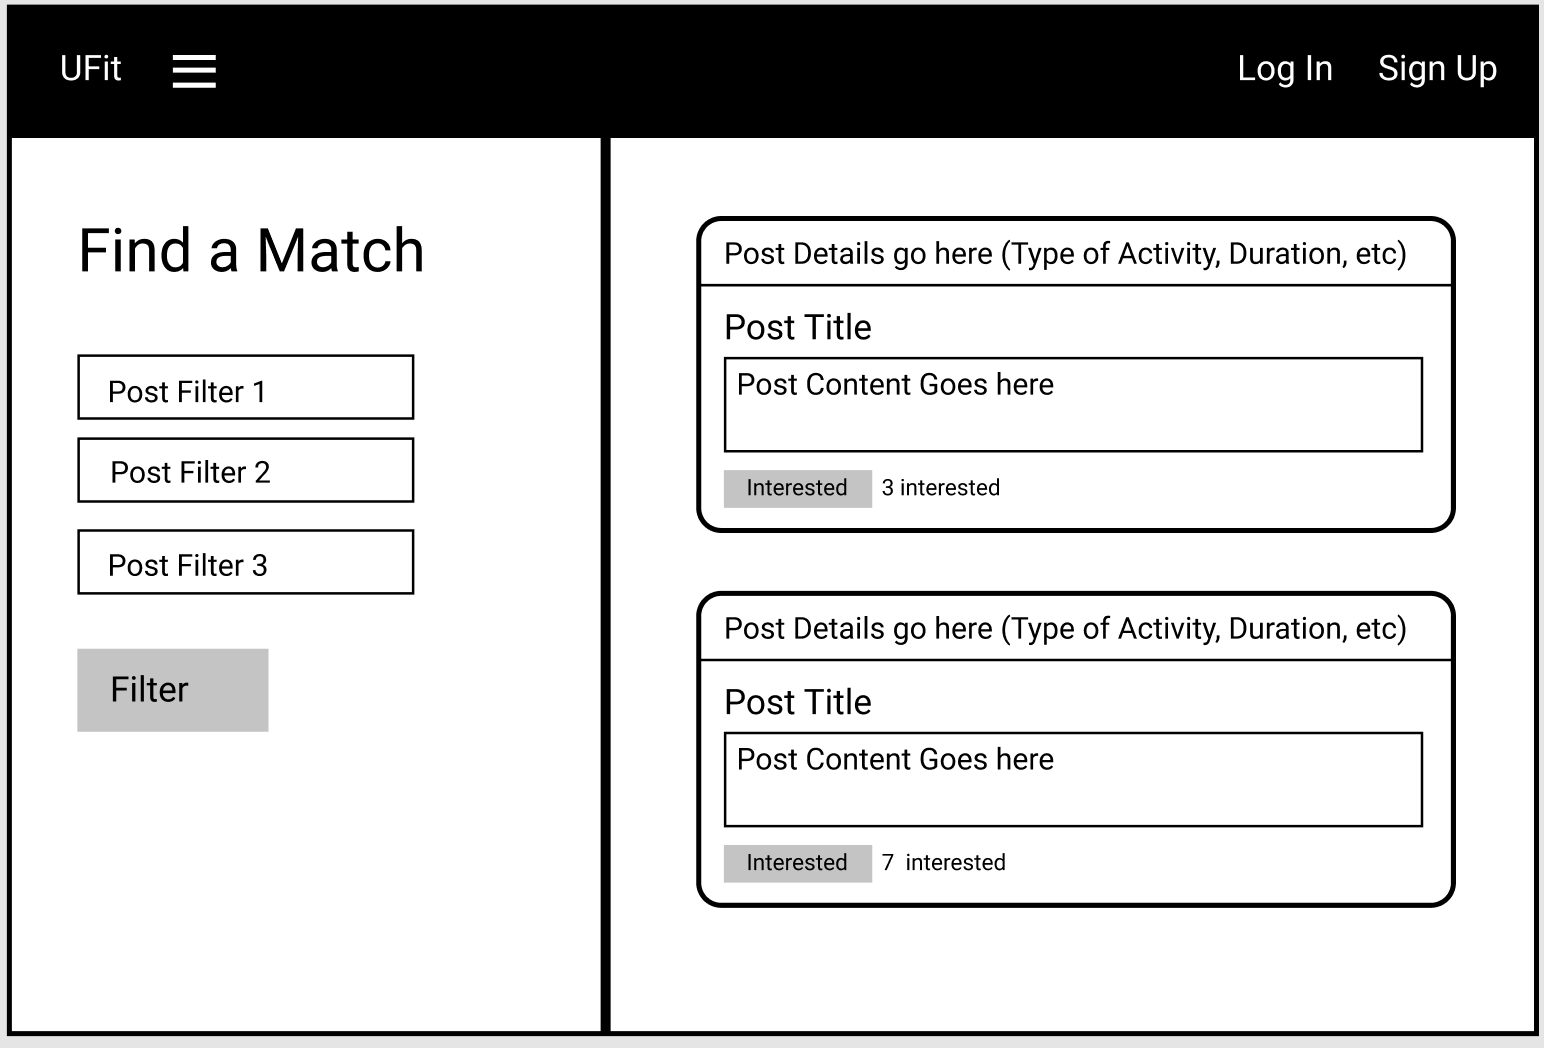 UFit
Log In
Sign Up
Find a Match
Post Filter 1
Post Filter 2
Post Filter 3
Filter
Post Details go here (Type of Activity, Duration, etc)
Post Title
Post Content Goes here
Interested
3 interested
Post Details go here (Type of Activity, Duration, etc)
Post Title
Post Content Goes here
Interested
7 interested